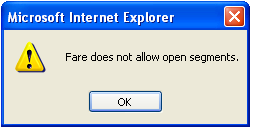 Microsoft Internet Explorer
Fare does not allow open segments.
OK